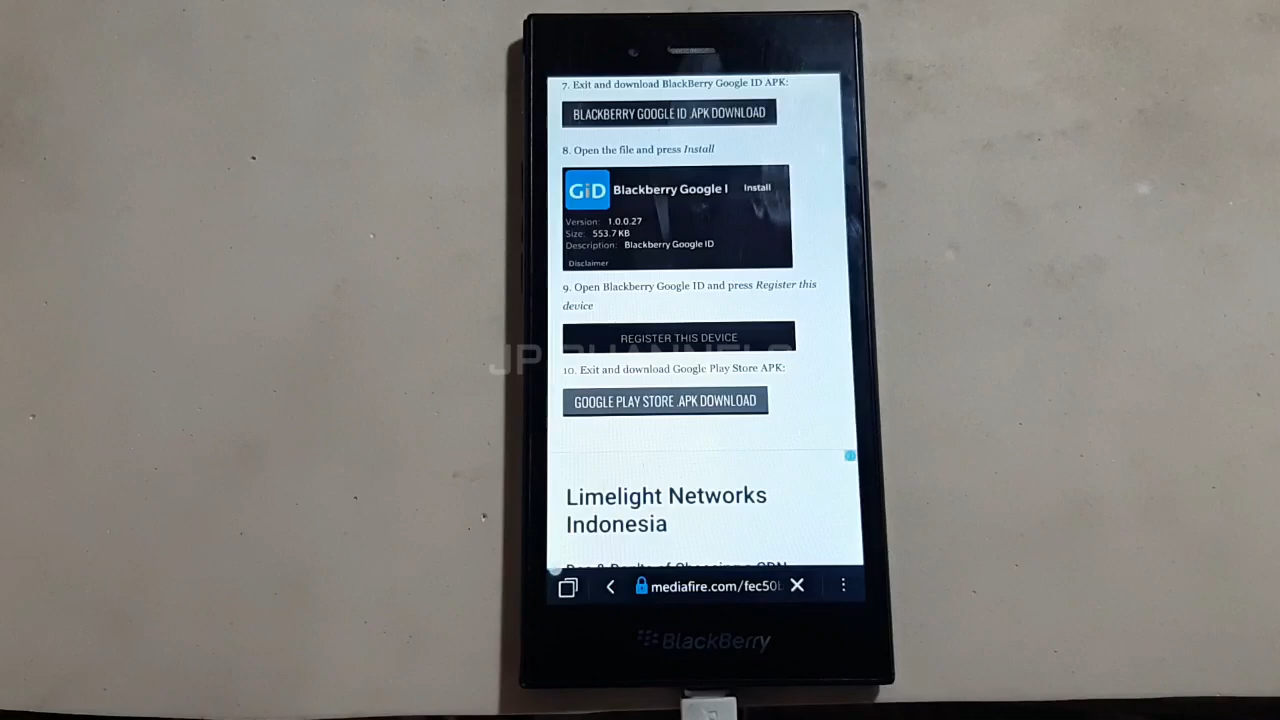 7. Exit and download BlackBerry Google ID APK:
BLACKBERRY GOOGLE ID .APK DOWNLOAD
8. Open the file and press Install
GiD
Blackberry Google I
Install
Version: 1.0.0.27
Size: 553.7 KB
Description: Blackberry Google ID
Disclaimer
9. Open Blackberry Google ID and press Register this
device
REGISTER THIS DEVICE
JP CHANNELS
10. Exit and download Google Play Store APK:
GOOGLE PLAY STORE .APK DOWNLOAD
Limelight Networks
Indonesia
mediafire.com/fec50
BlackBerry